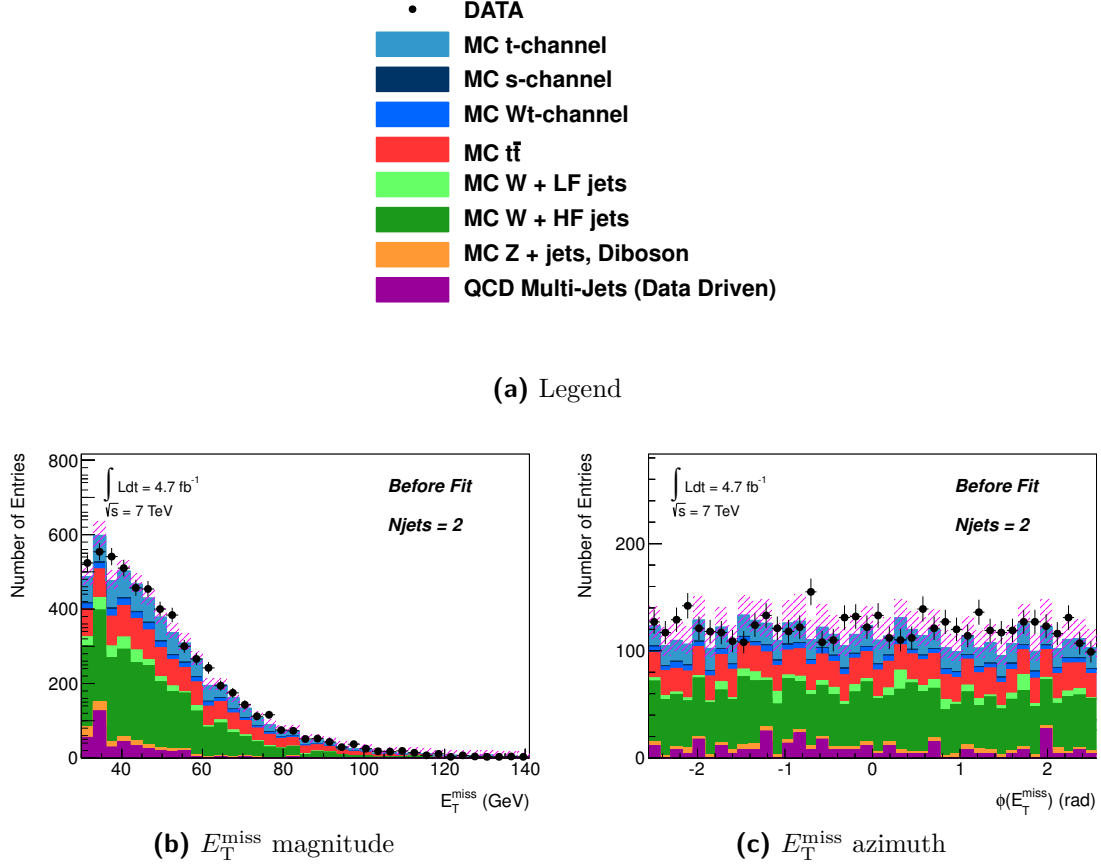 DATA
MC t-channel
MC s-channel
MC Wt-channel
MC tt̄
MC W + LF jets
MC W + HF jets
MC Z + jets, Diboson
QCD Multi-Jets (Data Driven)
(a) Legend
Number of Entries
800
600
400
200
0
∫ Ldt = 4.7 fb⁻¹
√s = 7 TeV
Before Fit
Njets = 2
40 60 80 100 120 140
E_T^miss (GeV)
(b) E_T^miss magnitude
Number of Entries
200
100
0
∫ Ldt = 4.7 fb⁻¹
√s = 7 TeV
Before Fit
Njets = 2
-2 -1 0 1 2
ϕ(E_T^miss) (rad)
(c) E_T^miss azimuth